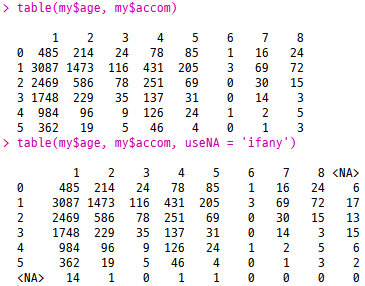 > table(my$age, my$accom)
1 2 3 4 5 6 7 8
0 485 214 24 78 85 1 16 24
1 3087 1473 116 431 205 3 69 72
2 2469 586 78 251 69 0 30 15
3 1748 229 35 137 31 0 14 3
4 984 96 9 126 24 1 2 5
5 362 19 5 46 4 0 1 3
> table(my$age, my$accom, useNA = 'ifany')
1 2 3 4 5 6 7 8 <NA>
0 485 214 24 78 85 1 16 24 6
1 3087 1473 116 431 205 3 69 72 17
2 2469 586 78 251 69 0 30 15 13
3 1748 229 35 137 31 0 14 3 15
4 984 96 9 126 24 1 2 5 6
5 362 19 5 46 4 0 1 3 2
<NA> 14 1 0 1 1 0 0 0 0